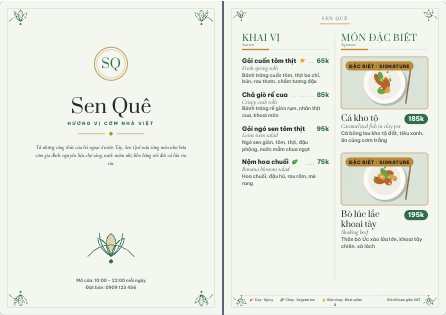 SQ
Sen Quê
HƯƠNG VỊ CƠM NHÀ VIỆT
Mở cửa: 10:00 – 22:00 mỗi ngày
Đặt bàn: 0909 123 456
SEN QUÊ
KHAI VỊ
Starters
Gỏi cuốn tôm thịt 65k
Fresh spring rolls
Bánh tráng cuốn tôm, thịt ba chỉ,
bún, rau thơm, chấm tương đậu
Chả giò rế cua 85k
Crispy crab rolls
Bánh tráng rế giòn rụm, nhân thịt
cua, khoai môn
Gỏi ngó sen tôm thịt 95k
Lotus stem salad
Ngó sen giòn, tôm, thịt, đậu
phộng, nước mắm chua ngọt
Nộm hoa chuối 75k
Banana blossom salad
Hoa chuối, đậu hũ, rau răm, mè
rang
MÓN ĐẶC BIỆT
Signature
ĐẶC BIỆT · SIGNATURE
Cá kho tộ 185k
Caramelized fish in clay pot
Cá bông lau kho tộ đất, tiêu xanh,
ăn cùng cơm trắng
ĐẶC BIỆT · SIGNATURE
Bò lúc lắc
khoai tây 195k
Shaking beef
Thăn bò Úc xào lửa lớn, khoai tây
chiên, xà lách
Cay · Spicy Chay · Vegetarian